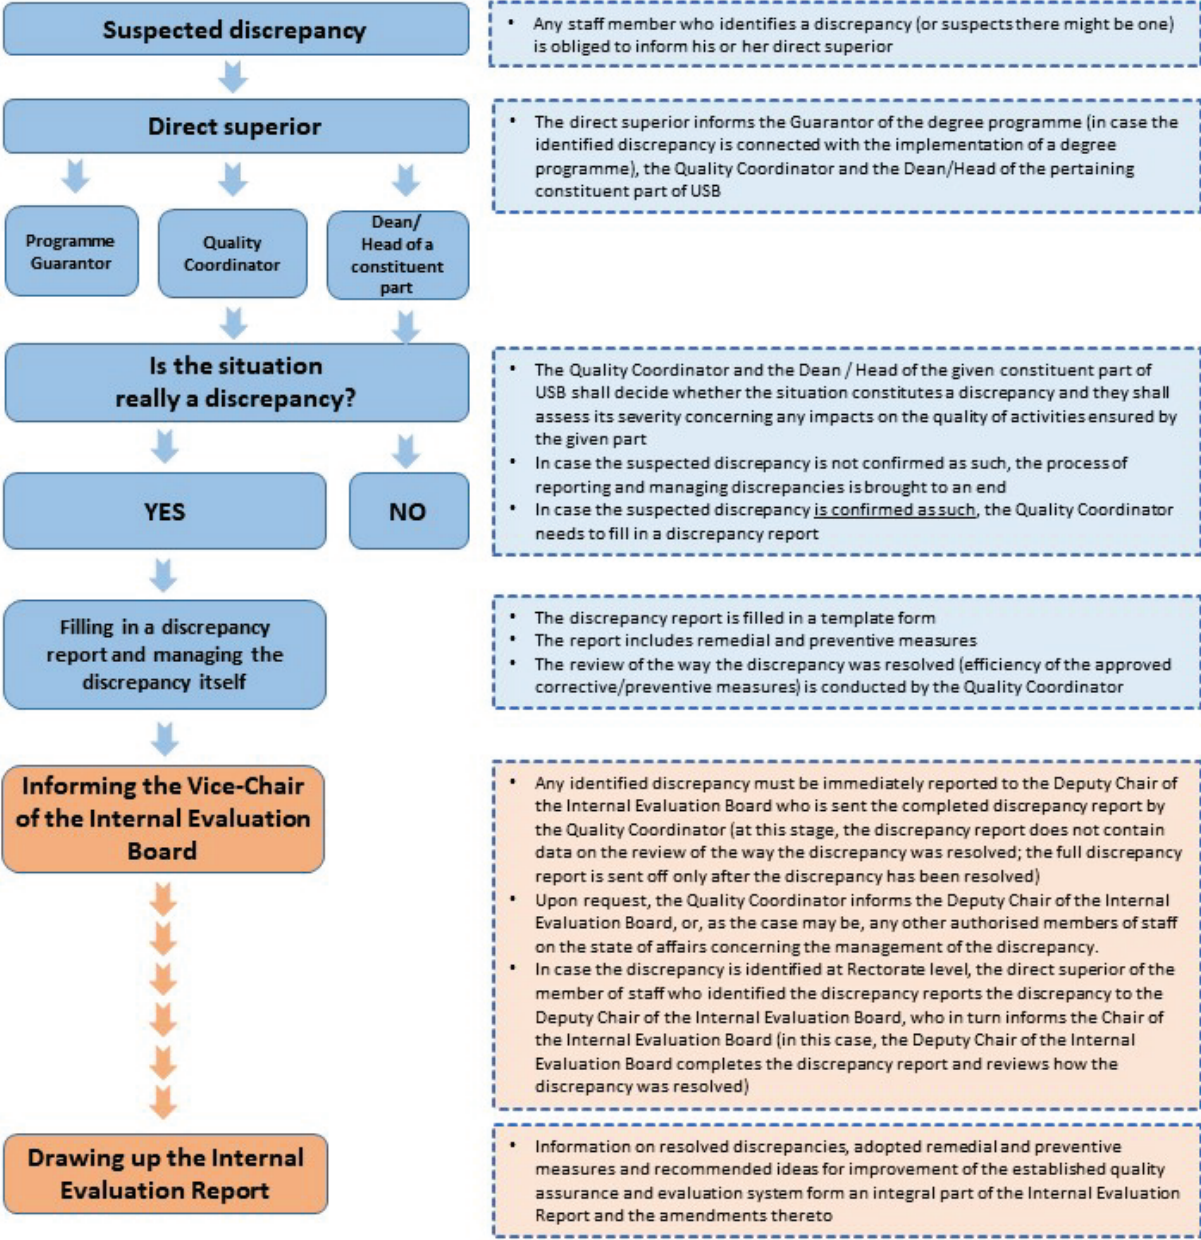 Suspected discrepancy
• Any staff member who identifies a discrepancy (or suspects there might be one)
is obliged to inform his or her direct superior
Direct superior
• The direct superior informs the Guarantor of the degree programme (in case the
identified discrepancy is connected with the implementation of a degree
programme), the Quality Coordinator and the Dean/Head of the pertaining
constituent part of USB
Programme
Guarantor
Quality
Coordinator
Dean/
Head of a
constituent
part
Is the situation
really a discrepancy?
• The Quality Coordinator and the Dean / Head of the given constituent part of
USB shall decide whether the situation constitutes a discrepancy and they shall
assess its severity concerning any impacts on the quality of activities ensured by
the given part
• In case the suspected discrepancy is not confirmed as such, the process of
reporting and managing discrepancies is brought to an end
• In case the suspected discrepancy is confirmed as such, the Quality Coordinator
needs to fill in a discrepancy report
YES
NO
Filling in a discrepancy
report and managing the
discrepancy itself
• The discrepancy report is filled in a template form
• The report includes remedial and preventive measures
• The review of the way the discrepancy was resolved (efficiency of the approved
corrective/preventive measures) is conducted by the Quality Coordinator
Informing the Vice-Chair
of the Internal Evaluation
Board
• Any identified discrepancy must be immediately reported to the Deputy Chair of
the Internal Evaluation Board who is sent the completed discrepancy report by
the Quality Coordinator (at this stage, the discrepancy report does not contain
data on the review of the way the discrepancy was resolved; the full discrepancy
report is sent off only after the discrepancy has been resolved)
• Upon request, the Quality Coordinator informs the Deputy Chair of the Internal
Evaluation Board, or, as the case may be, any other authorised members of staff
on the state of affairs concerning the management of the discrepancy.
• In case the discrepancy is identified at Rectorate level, the direct superior of the
member of staff who identified the discrepancy reports the discrepancy to the
Deputy Chair of the Internal Evaluation Board, who in turn informs the Chair of
the Internal Evaluation Board (in this case, the Deputy Chair of the Internal
Evaluation Board completes the discrepancy report and reviews how the
discrepancy was resolved)
Drawing up the Internal
Evaluation Report
• Information on resolved discrepancies, adopted remedial and preventive
measures and recommended ideas for improvement of the established quality
assurance and evaluation system form an integral part of the Internal Evaluation
Report and the amendments thereto